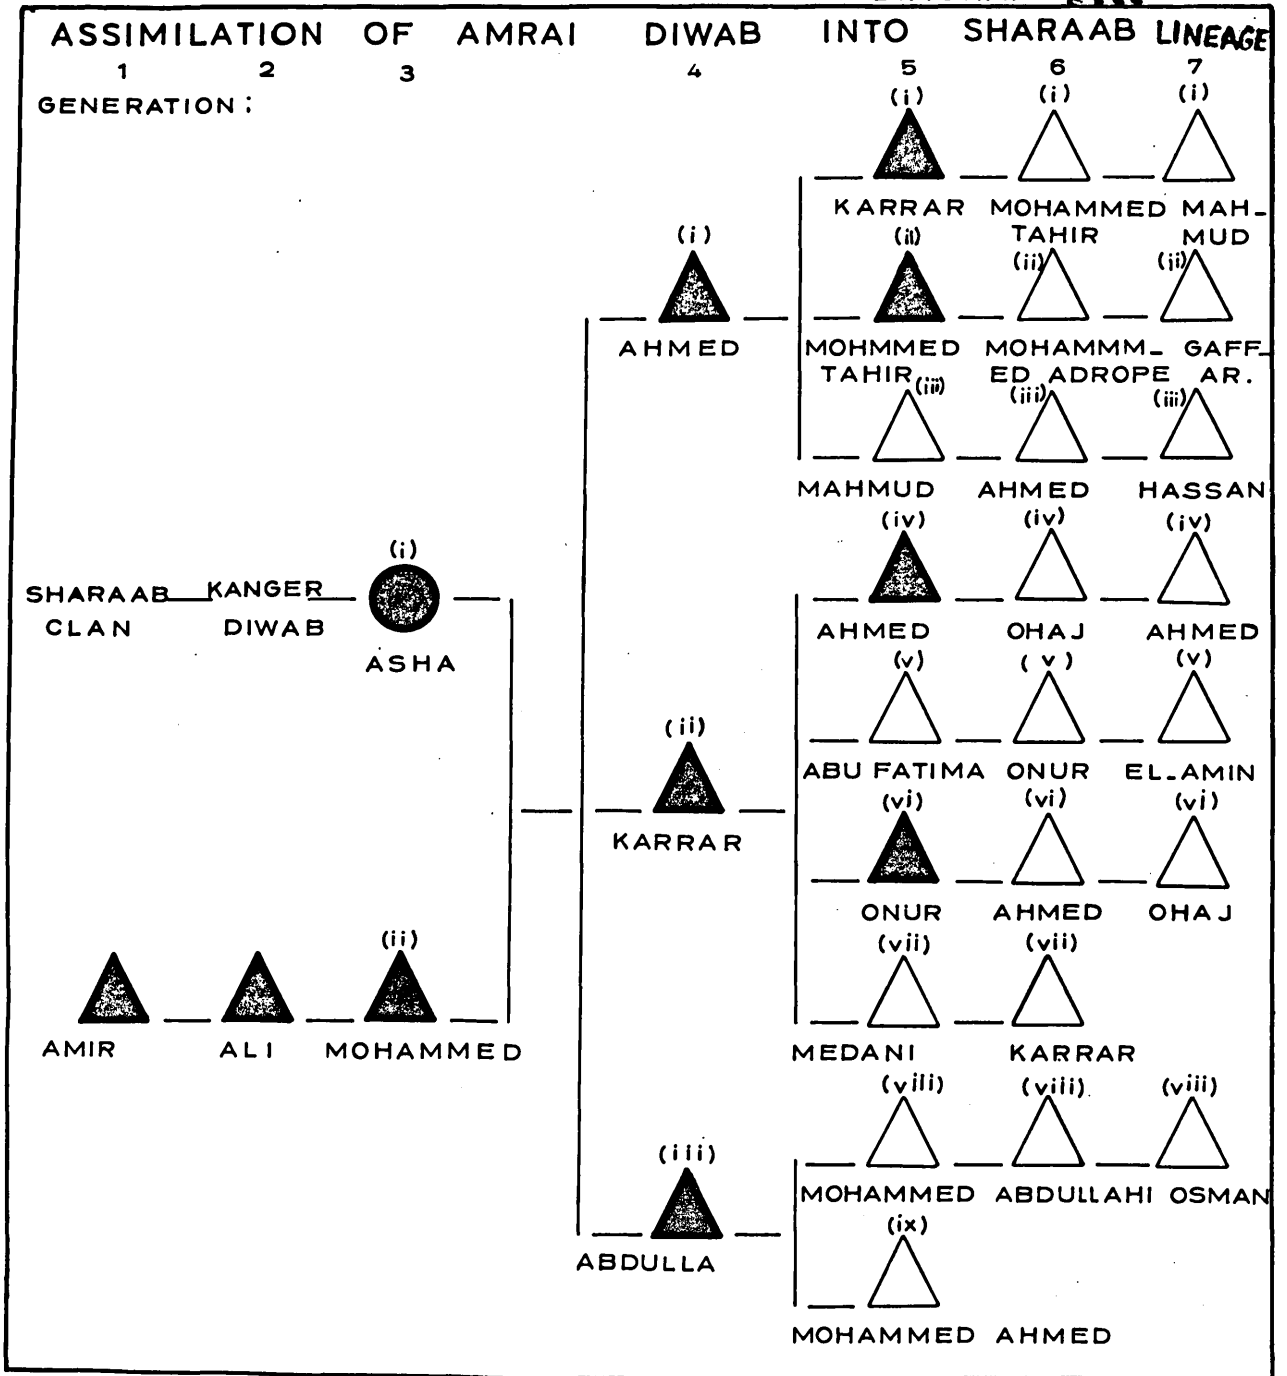 ASSIMILATION OF AMRAI DIWAB INTO SHARAAB LINEAGE
1 2 3 4 5 6 7
GENERATION :
(i) (i) (i)
KARRAR MOHAMMED MAH-
TAHIR MUD
(i) (ii) (ii) (ii)
AHMED MOHMMED MOHAMMM- GAFF-
TAHIR ED ADROPE AR.
(iii) (iii) (iii)
MAHMUD AHMED HASSAN
(i) (iv) (iv) (iv)
SHARAAB KANGER
CLAN DIWAB
ASHA
AHMED OHAJ AHMED
(v) (v) (v)
(ii)
ABU FATIMA ONUR EL-AMIN
(vi) (vi) (vi)
KARRAR
ONUR AHMED OHAJ
(ii) (vii) (vii)
AMIR ALI MOHAMMED MEDANI KARRAR
(viii) (viii) (viii)
(iii)
MOHAMMED ABDULLAHI OSMAN
(ix)
ABDULLA
MOHAMMED AHMED